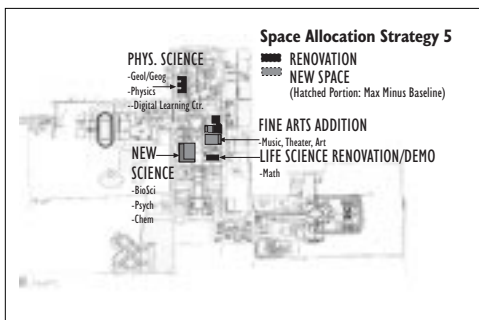 Space Allocation Strategy 5
RENOVATION
NEW SPACE
(Hatched Portion: Max Minus Baseline)
PHYS. SCIENCE
-Geol/Geog
-Physics
--Digital Learning Ctr.
FINE ARTS ADDITION
-Music, Theater, Art
LIFE SCIENCE RENOVATION/DEMO
-Math
NEW
SCIENCE
-BioSci
-Psych
-Chem